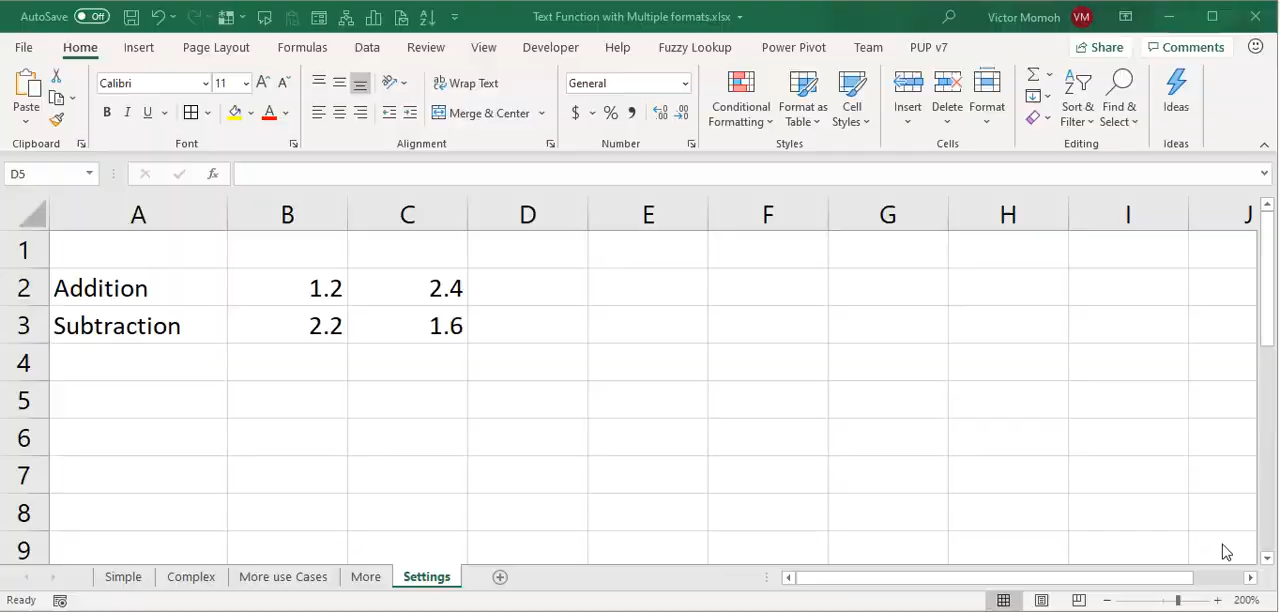 AutoSave Off Text Function with Multiple formats.xlsx Victor Momoh VM
File Home Insert Page Layout Formulas Data Review View Developer Help Fuzzy Lookup Power Pivot Team PUP v7 Share Comments
Paste Calibri 11 Wrap Text General Conditional Formatting Format as Table Cell Styles Insert Delete Format Sort & Filter Find & Select Ideas
B I U Merge & Center $ % ,
Clipboard Font Alignment Number Styles Cells Editing Ideas
D5 fx
A B C D E F G H I J
1
2 Addition 1.2 2.4
3 Subtraction 2.2 1.6
4
5
6
7
8
9
Simple Complex More use Cases More Settings
Ready 200%